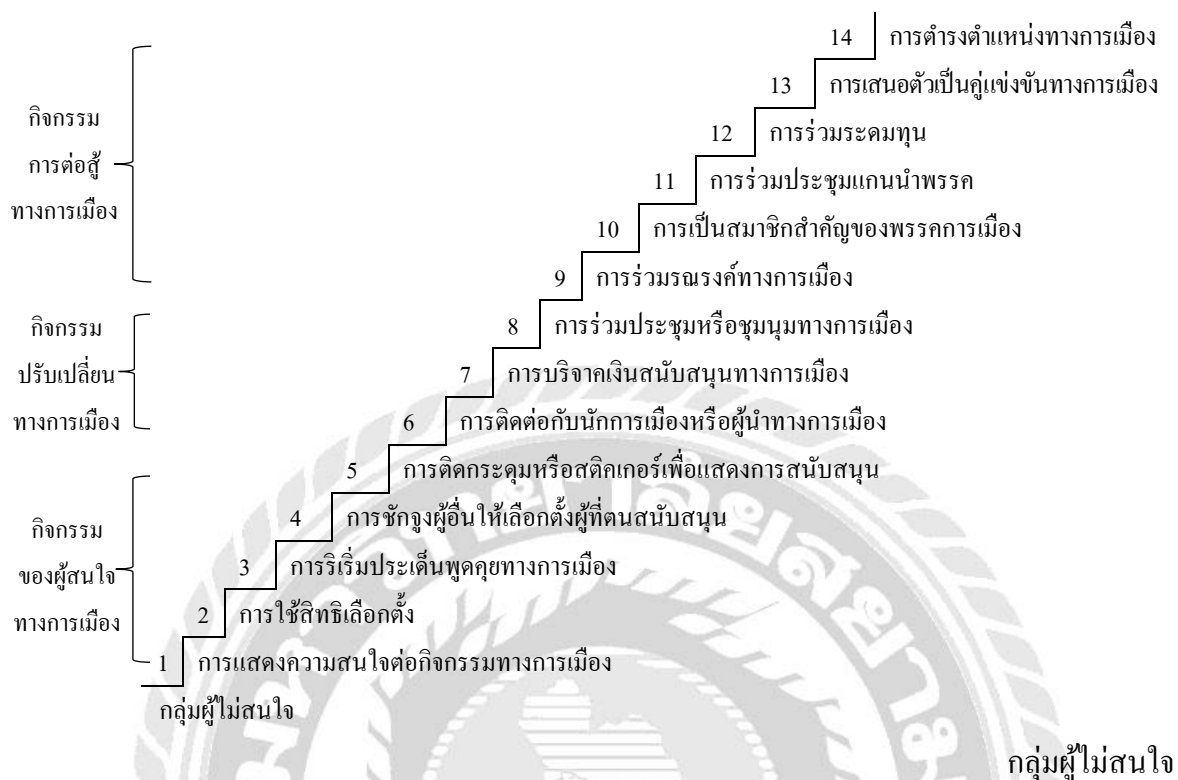 14 การดำรงตำแหน่งทางการเมือง
13 การเสนอตัวเป็นคู่แข่งขันทางการเมือง
12 การร่วมระดมทุน
11 การร่วมประชุมแกนนำพรรค
10 การเป็นสมาชิกสำคัญของพรรคการเมือง
9 การร่วมรณรงค์ทางการเมือง
กิจกรรม
การต่อสู้
ทางการเมือง
8 การร่วมประชุมหรือชุมนุมทางการเมือง
7 การบริจาคเงินสนับสนุนทางการเมือง
6 การติดต่อกับนักการเมืองหรือผู้นำทางการเมือง
กิจกรรม
ปรับเปลี่ยน
ทางการเมือง
5 การติดกระดุมหรือสติคเกอร์เพื่อแสดงการสนับสนุน
4 การชักจูงผู้อื่นให้เลือกตั้งผู้ที่ตนสนับสนุน
3 การริเริ่มประเด็นพูดคุยทางการเมือง
2 การใช้สิทธิเลือกตั้ง
1 การแสดงความสนใจต่อกิจกรรมทางการเมือง
กิจกรรม
ของผู้สนใจ
ทางการเมือง
กลุ่มผู้ไม่สนใจ
กลุ่มผู้ไม่สนใจ